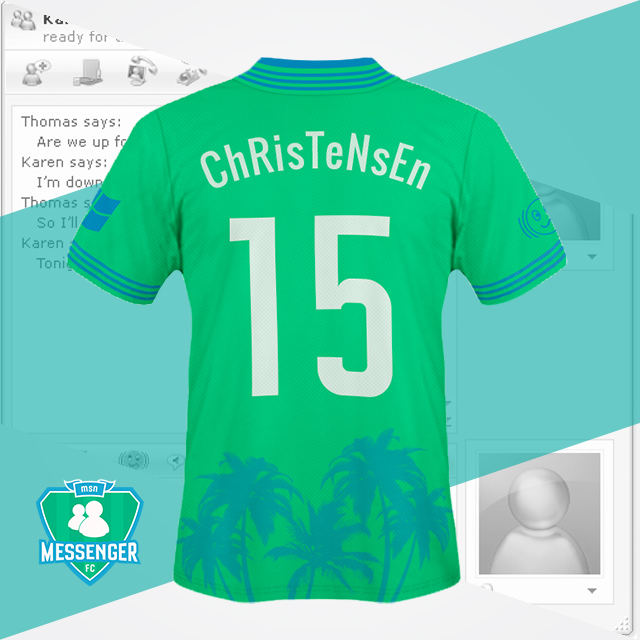 ready for
Thomas says:
Are we up fo
Karen says:
I'm down
Thomas s
So I'll
Karen
Toni
ChRisTeNsEn
15
msn
MESSENGER
FC